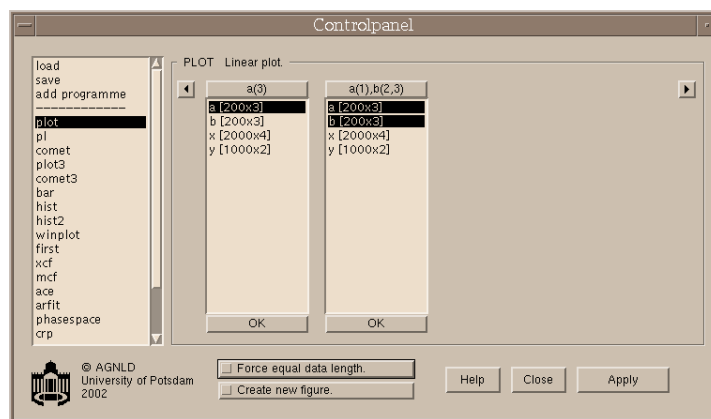 Controlpanel
load
save
add programme
------------
plot
pl
comet
plot3
comet3
bar
hist
hist2
winplot
first
xcf
mcf
ace
arfit
phasespace
crp
PLOT Linear plot.
a(3)
a [200x3]
b [200x3]
x [2000x4]
y [1000x2]
OK
a(1),b(2,3)
a [200x3]
b [200x3]
x [2000x4]
y [1000x2]
OK
© AGNLD
University of Potsdam
2002
Force equal data length.
Create new figure.
Help
Close
Apply